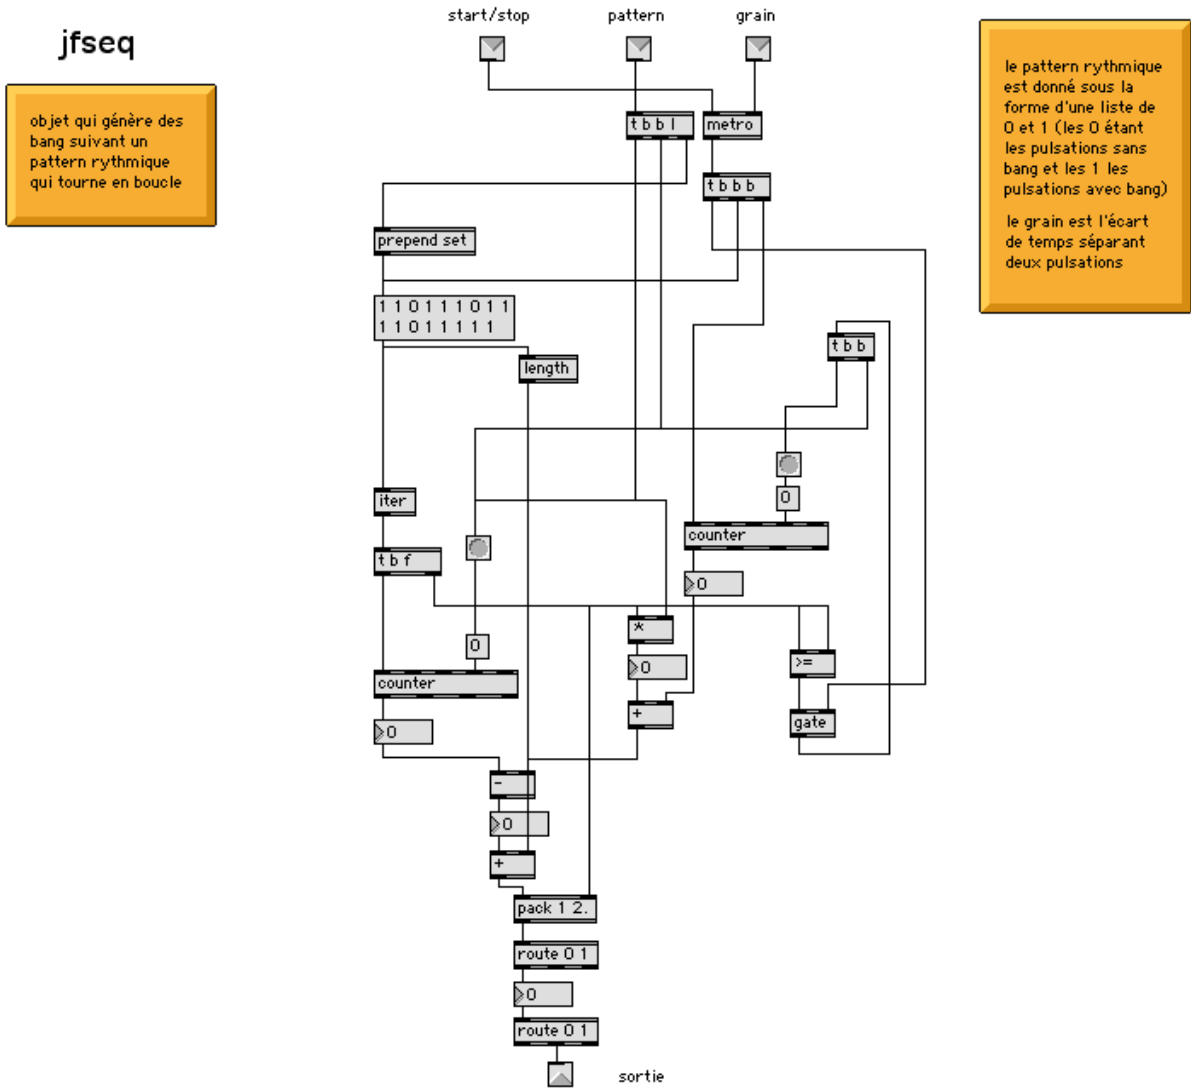 start/stop
pattern
grain
jfseq
objet qui génère des
bang suivant un
pattern rythmique
qui tourne en boucle
le pattern rythmique
est donné sous la
forme d'une liste de
0 et 1 (les 0 étant
les pulsations sans
bang et les 1 les
pulsations avec bang)
le grain est l'écart
de temps séparant
deux pulsations
t b b l
metro
t b b b
prepend set
1 1 0 1 1 1 0 1 1
1 1 0 1 1 1 1 1
length
t b b
iter
0
counter
t b f
0
*
0
0
>=
counter
+
gate
0
-
0
+
pack 1 2.
route 0 1
0
route 0 1
sortie